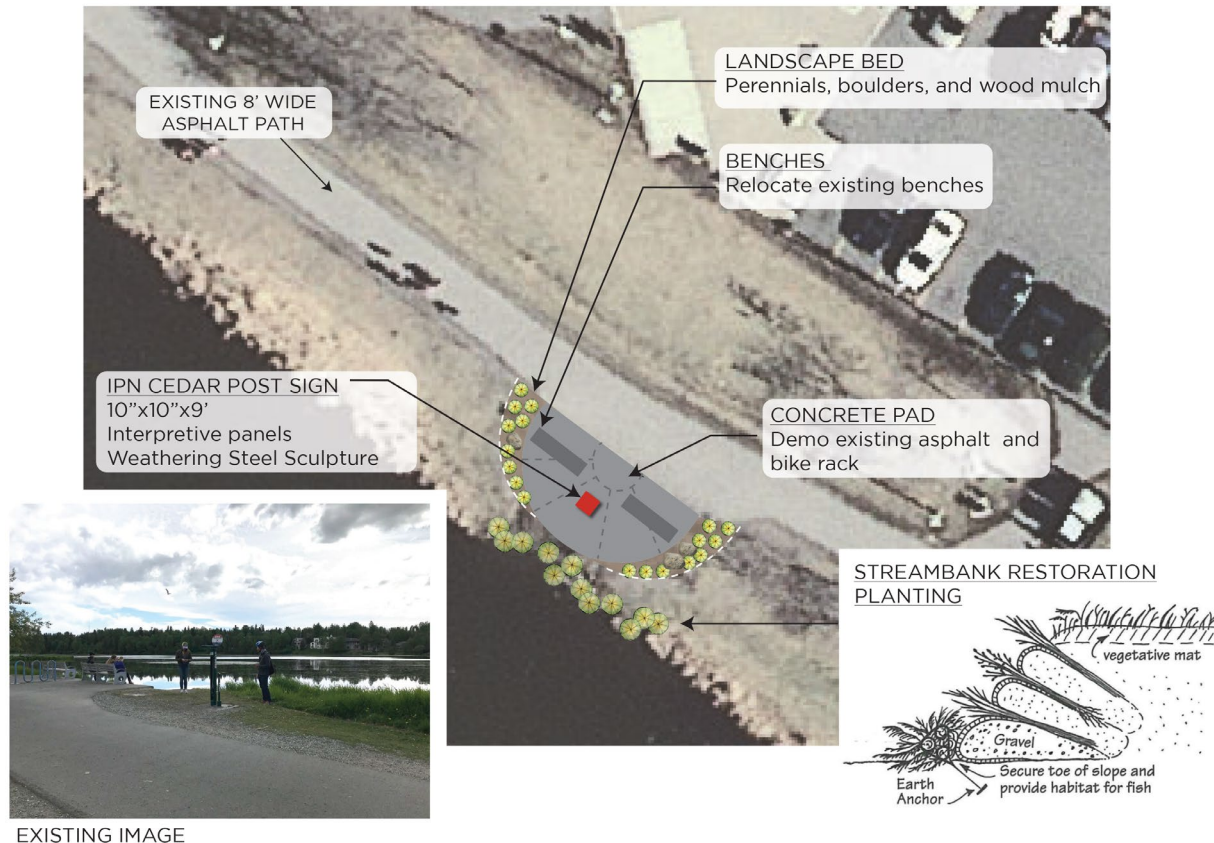 LANDSCAPE BED
Perennials, boulders, and wood mulch
EXISTING 8’ WIDE
ASPHALT PATH
BENCHES
Relocate existing benches
IPN CEDAR POST SIGN
10”x10”x9’
Interpretive panels
Weathering Steel Sculpture
CONCRETE PAD
Demo existing asphalt and
bike rack
STREAMBANK RESTORATION
PLANTING
vegetative mat
Gravel
Secure toe of slope and
provide habitat for fish
Earth
Anchor
EXISTING IMAGE